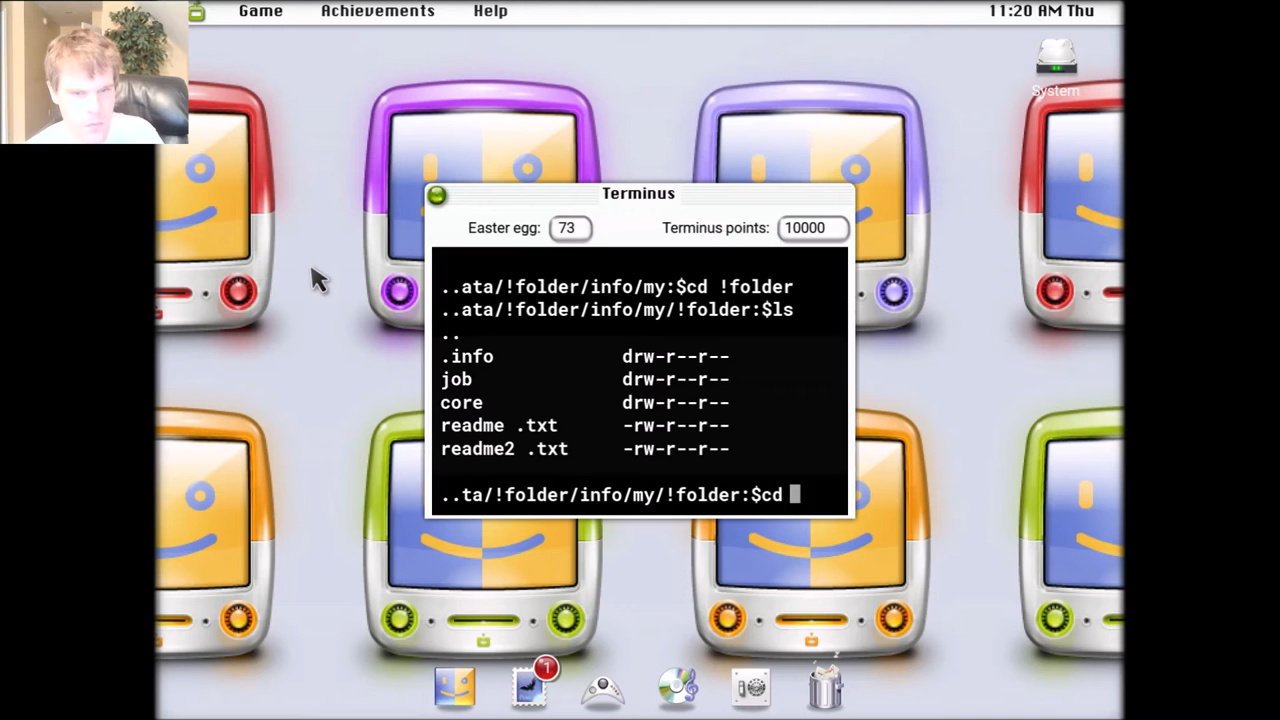 Game Achievements Help 11:20 AM Thu
System
Terminus
Easter egg: 73 Terminus points: 10000
..ata/!folder/info/my:$cd !folder
..ata/!folder/info/my/!folder:$ls
..
.info drw-r--r--
job drw-r--r--
core drw-r--r--
readme .txt -rw-r--r--
readme2 .txt -rw-r--r--
..ta/!folder/info/my/!folder:$cd
1